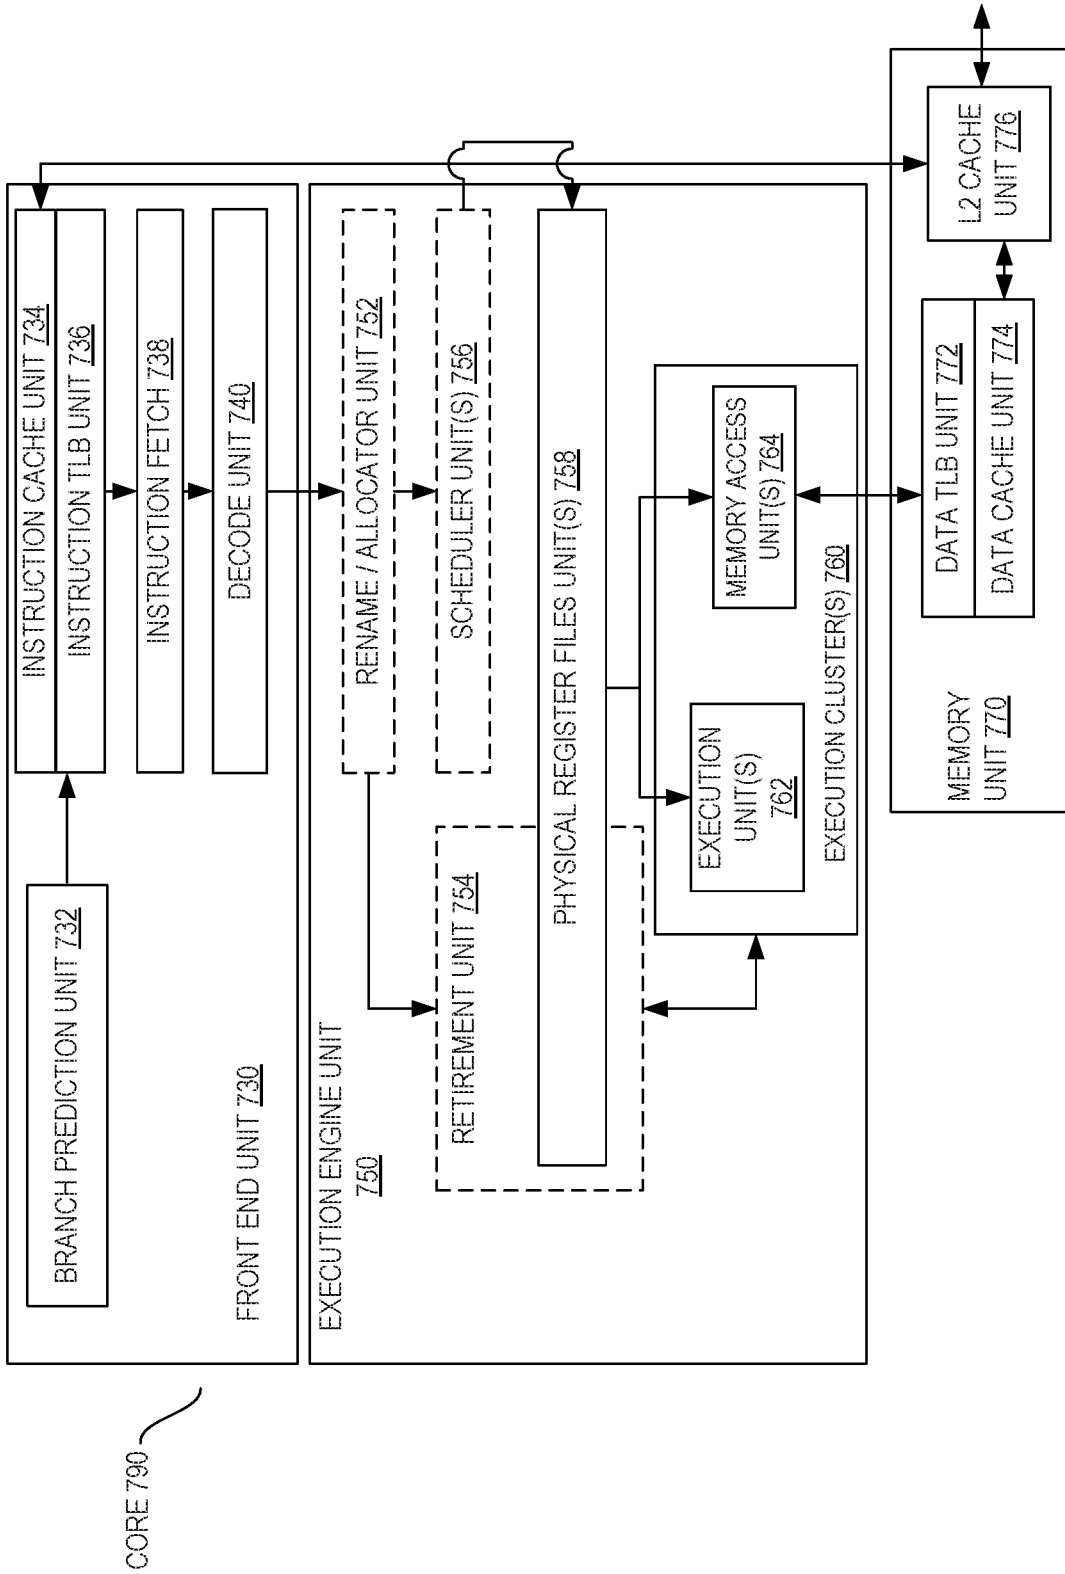 CORE 790
FRONT END UNIT 730
BRANCH PREDICTION UNIT 732
INSTRUCTION CACHE UNIT 734
INSTRUCTION TLB UNIT 736
INSTRUCTION FETCH 738
DECODE UNIT 740
EXECUTION ENGINE UNIT
750
RENAME / ALLOCATOR UNIT 752
RETIREMENT UNIT 754
SCHEDULER UNIT(S) 756
PHYSICAL REGISTER FILES UNIT(S) 758
EXECUTION
UNIT(S)
762
MEMORY ACCESS
UNIT(S) 764
EXECUTION CLUSTER(S) 760
MEMORY
UNIT 770
DATA TLB UNIT 772
DATA CACHE UNIT 774
L2 CACHE
UNIT 776